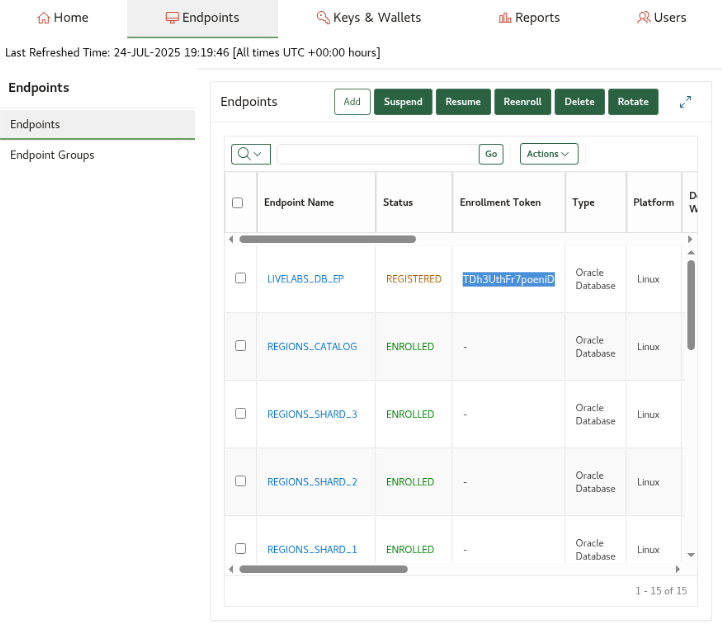 Home Endpoints Keys & Wallets Reports Users
Last Refreshed Time: 24-JUL-2025 19:19:46 [All times UTC +00:00 hours]
Endpoints
Endpoints
Endpoint Groups
Endpoints Add Suspend Resume Reenroll Delete Rotate
Go Actions
Endpoint Name Status Enrollment Token Type Platform
LIVELABS_DB_EP REGISTERED TDh3UthFr7poeniD Oracle Database Linux
REGIONS_CATALOG ENROLLED - Oracle Database Linux
REGIONS_SHARD_3 ENROLLED - Oracle Database Linux
REGIONS_SHARD_2 ENROLLED - Oracle Database Linux
REGIONS_SHARD_1 ENROLLED - Oracle Database Linux
1 - 15 of 15